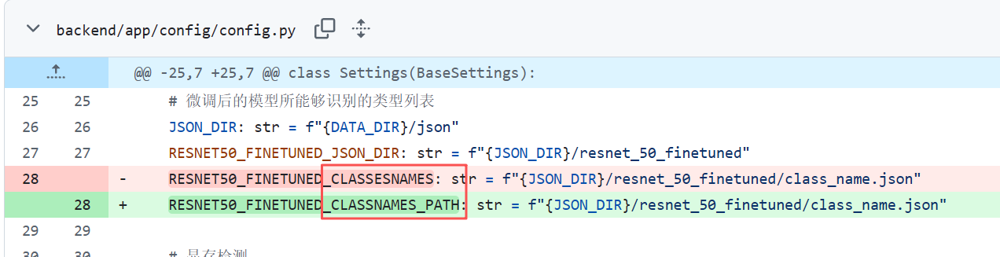 backend/app/config/config.py
@@ -25,7 +25,7 @@ class Settings(BaseSettings):
25 25 # 微调后的模型所能够识别的类型列表
26 26 JSON_DIR: str = f"{DATA_DIR}/json"
27 27 RESNET50_FINETUNED_JSON_DIR: str = f"{JSON_DIR}/resnet_50_finetuned"
28 - RESNET50_FINETUNED_CLASSESNAMES: str = f"{JSON_DIR}/resnet_50_finetuned/class_name.json"
28 + RESNET50_FINETUNED_CLASSNAMES_PATH: str = f"{JSON_DIR}/resnet_50_finetuned/class_name.json"
29 29
30 30 # 显存检测